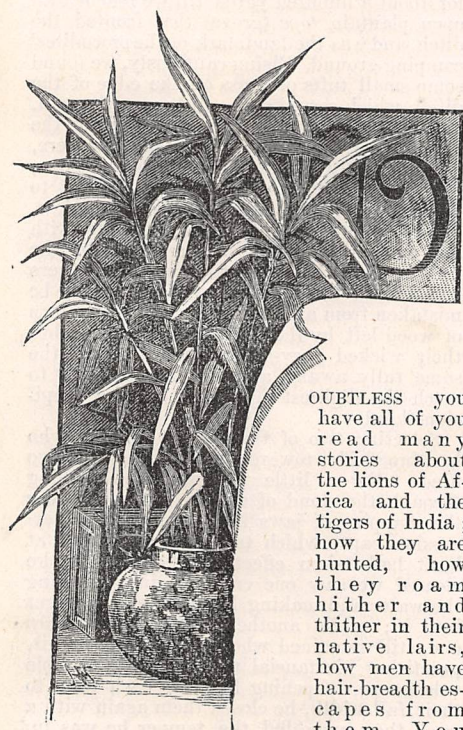 D
OUBTLESS you
have all of you
read many
stories about
the lions of Af-
rica and the
tigers of India
how they are
hunted, how
they roam
hither and
thither in their
native lairs,
how men have
hair-breadth es-
capes from
them. You